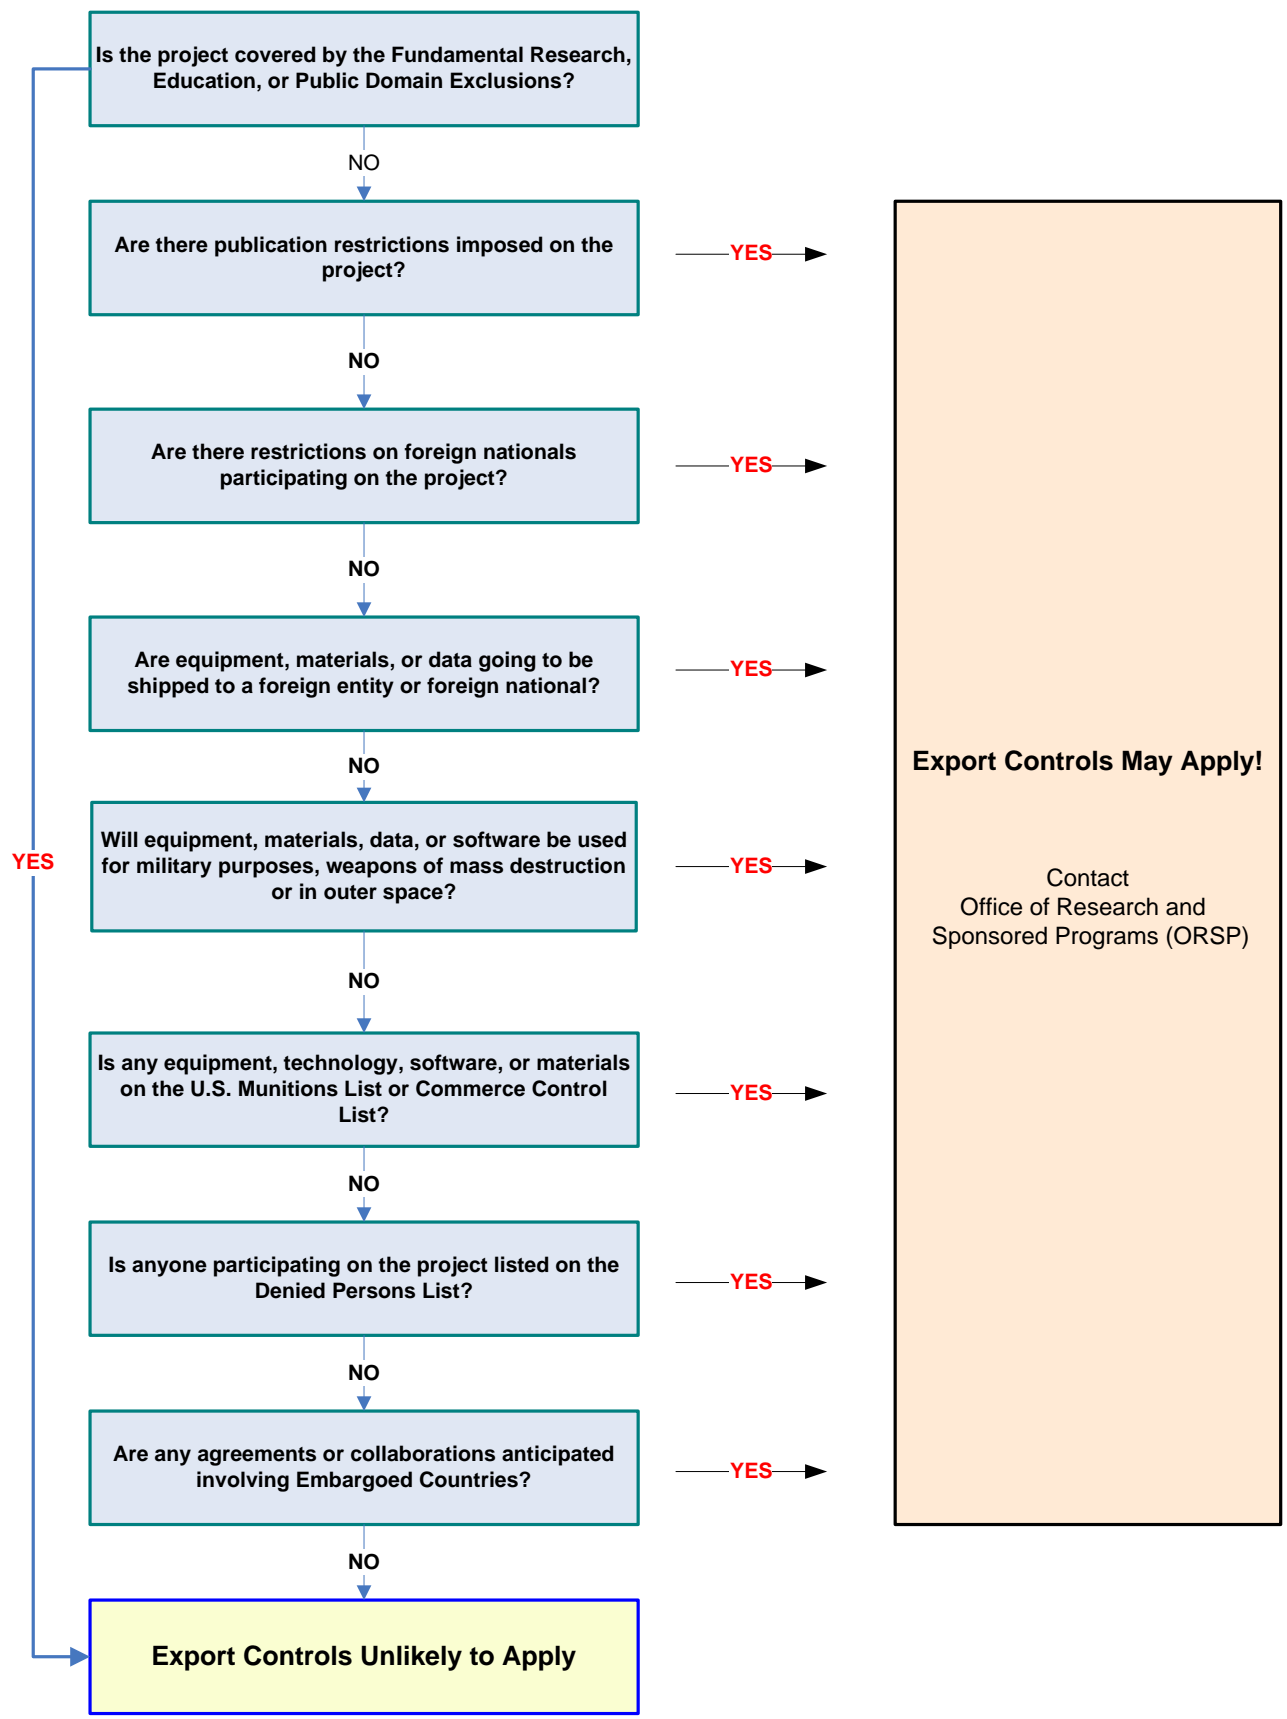 Is the project covered by the Fundamental Research,
Education, or Public Domain Exclusions?
NO
Are there publication restrictions imposed on the
project?
YES
NO
Are there restrictions on foreign nationals
participating on the project?
YES
NO
Are equipment, materials, or data going to be
shipped to a foreign entity or foreign national?
YES
NO
Export Controls May Apply!
Will equipment, materials, data, or software be used
for military purposes, weapons of mass destruction
or in outer space?
YES
YES
Contact
Office of Research and
Sponsored Programs (ORSP)
NO
Is any equipment, technology, software, or materials
on the U.S. Munitions List or Commerce Control
List?
YES
NO
Is anyone participating on the project listed on the
Denied Persons List?
YES
NO
Are any agreements or collaborations anticipated
involving Embargoed Countries?
YES
NO
Export Controls Unlikely to Apply